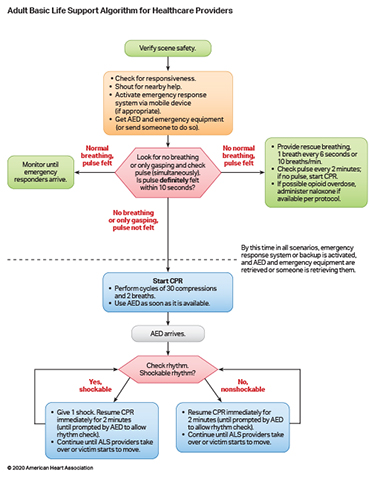 Adult Basic Life Support Algorithm for Healthcare Providers
Verify scene safety.
• Check for responsiveness.
• Shout for nearby help.
• Activate emergency response
system via mobile device
(if appropriate).
• Get AED and emergency equipment
(or send someone to do so).
Normal
breathing,
pulse felt
Look for no breathing
or only gasping and check
pulse (simultaneously).
Is pulse definitely felt
within 10 seconds?
No normal
breathing,
pulse felt
Monitor until
emergency
responders arrive.
• Provide rescue breathing,
1 breath every 6 seconds or
10 breaths/min.
• Check pulse every 2 minutes;
if no pulse, start CPR.
• If possible opioid overdose,
administer naloxone if
available per protocol.
No breathing
or only gasping,
pulse not felt
By this time in all scenarios, emergency
response system or backup is activated,
and AED and emergency equipment are
retrieved or someone is retrieving them.
Start CPR
• Perform cycles of 30 compressions
and 2 breaths.
• Use AED as soon as it is available.
AED arrives.
Check rhythm.
Shockable rhythm?
Yes,
shockable
No,
nonshockable
• Give 1 shock. Resume CPR
immediately for 2 minutes
(until prompted by AED to allow
rhythm check).
• Continue until ALS providers take
over or victim starts to move.
• Resume CPR immediately for
2 minutes (until prompted by AED
to allow rhythm check).
• Continue until ALS providers take
over or victim starts to move.
© 2020 American Heart Association